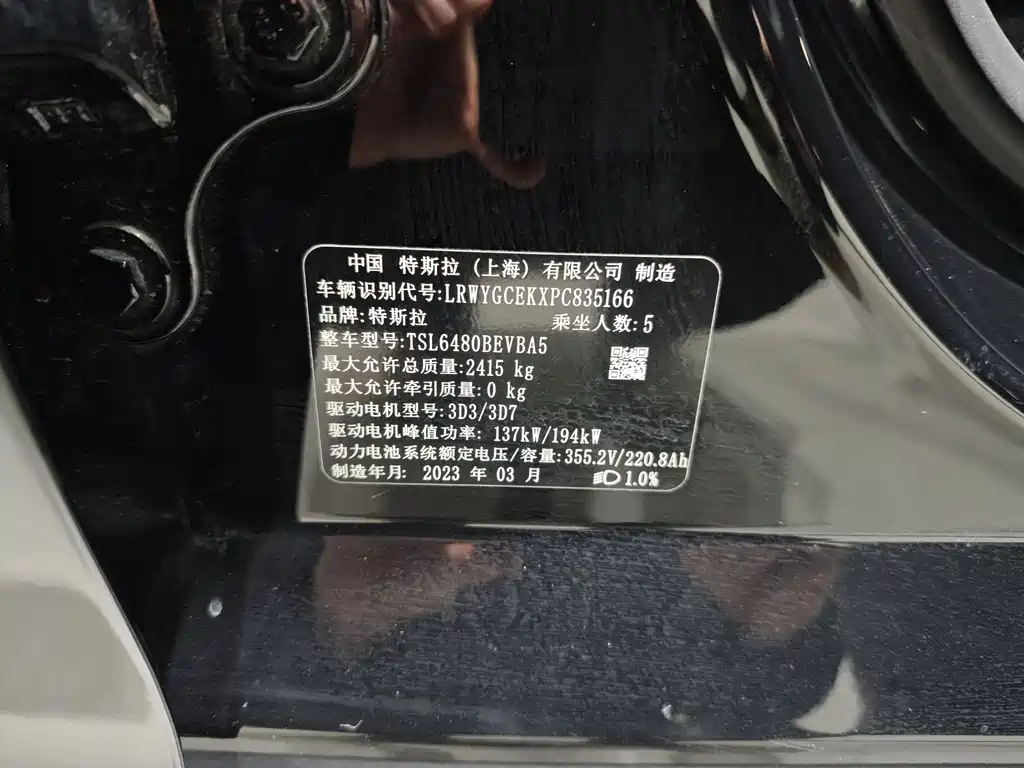 中国 特斯拉（上海）有限公司 制造
车辆识别代号:LRWYGCEKXPC835166
品牌:特斯拉 乘坐人数:5
整车型号:TSL6480BEVBA5
最大允许总质量:2415 kg
最大允许牵引质量:0 kg
驱动电机型号:3D3/3D7
驱动电机峰值功率: 137kW/194kW
动力电池系统额定电压/容量:355.2V/220.8Ah
制造年月: 2023 年 03 月 1.0%